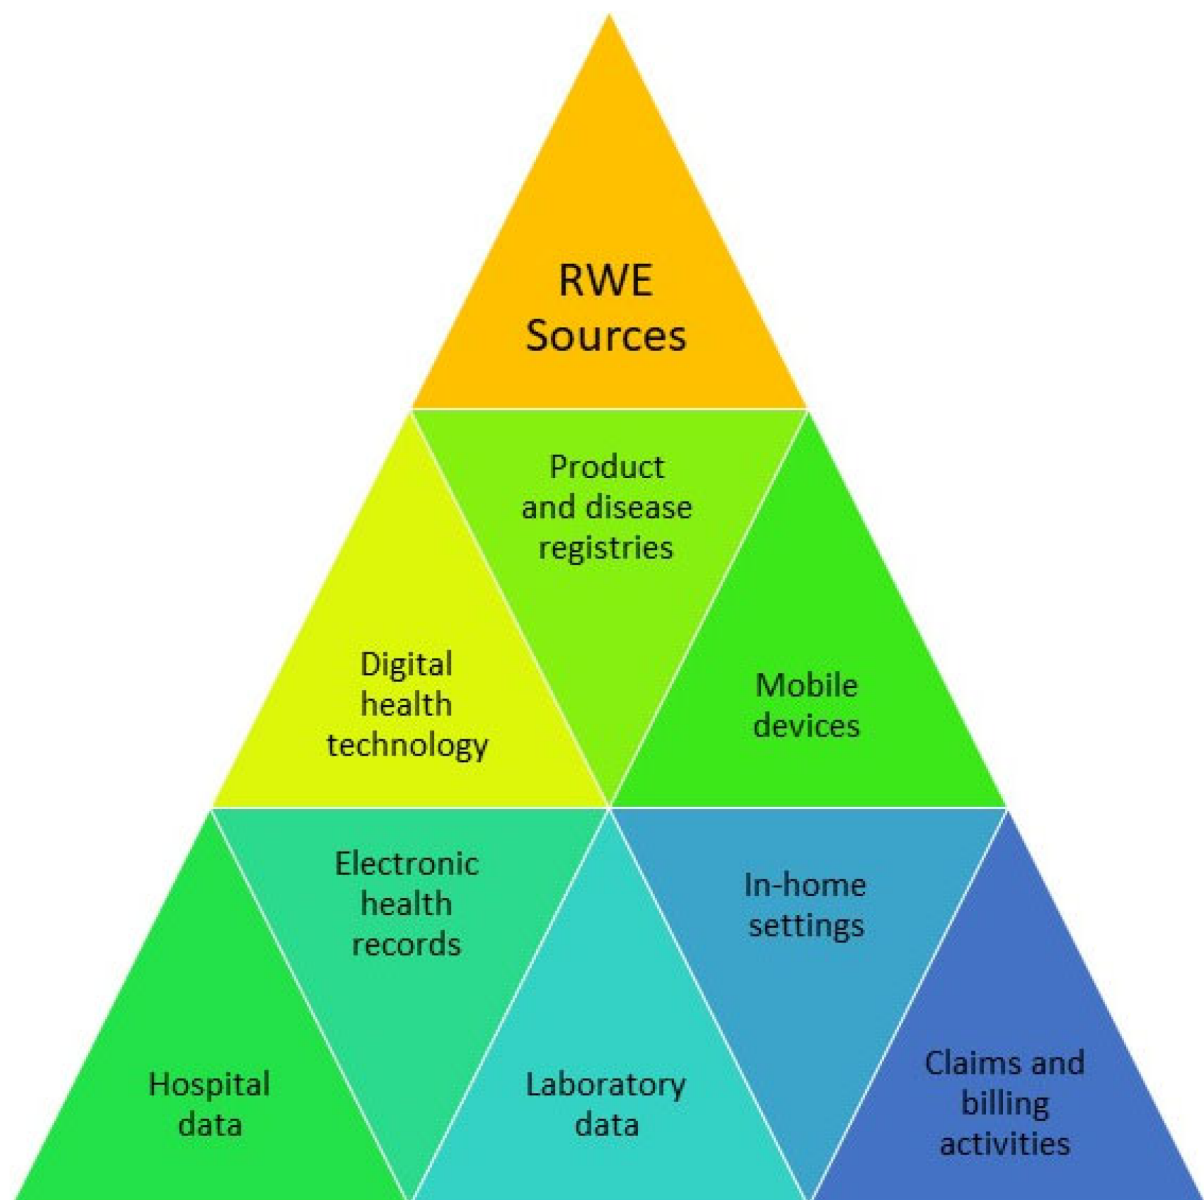 RWE
Sources
Product
and disease
registries
Digital
health
technology
Mobile
devices
Electronic
health
records
In-home
settings
Hospital
data
Laboratory
data
Claims and
billing
activities